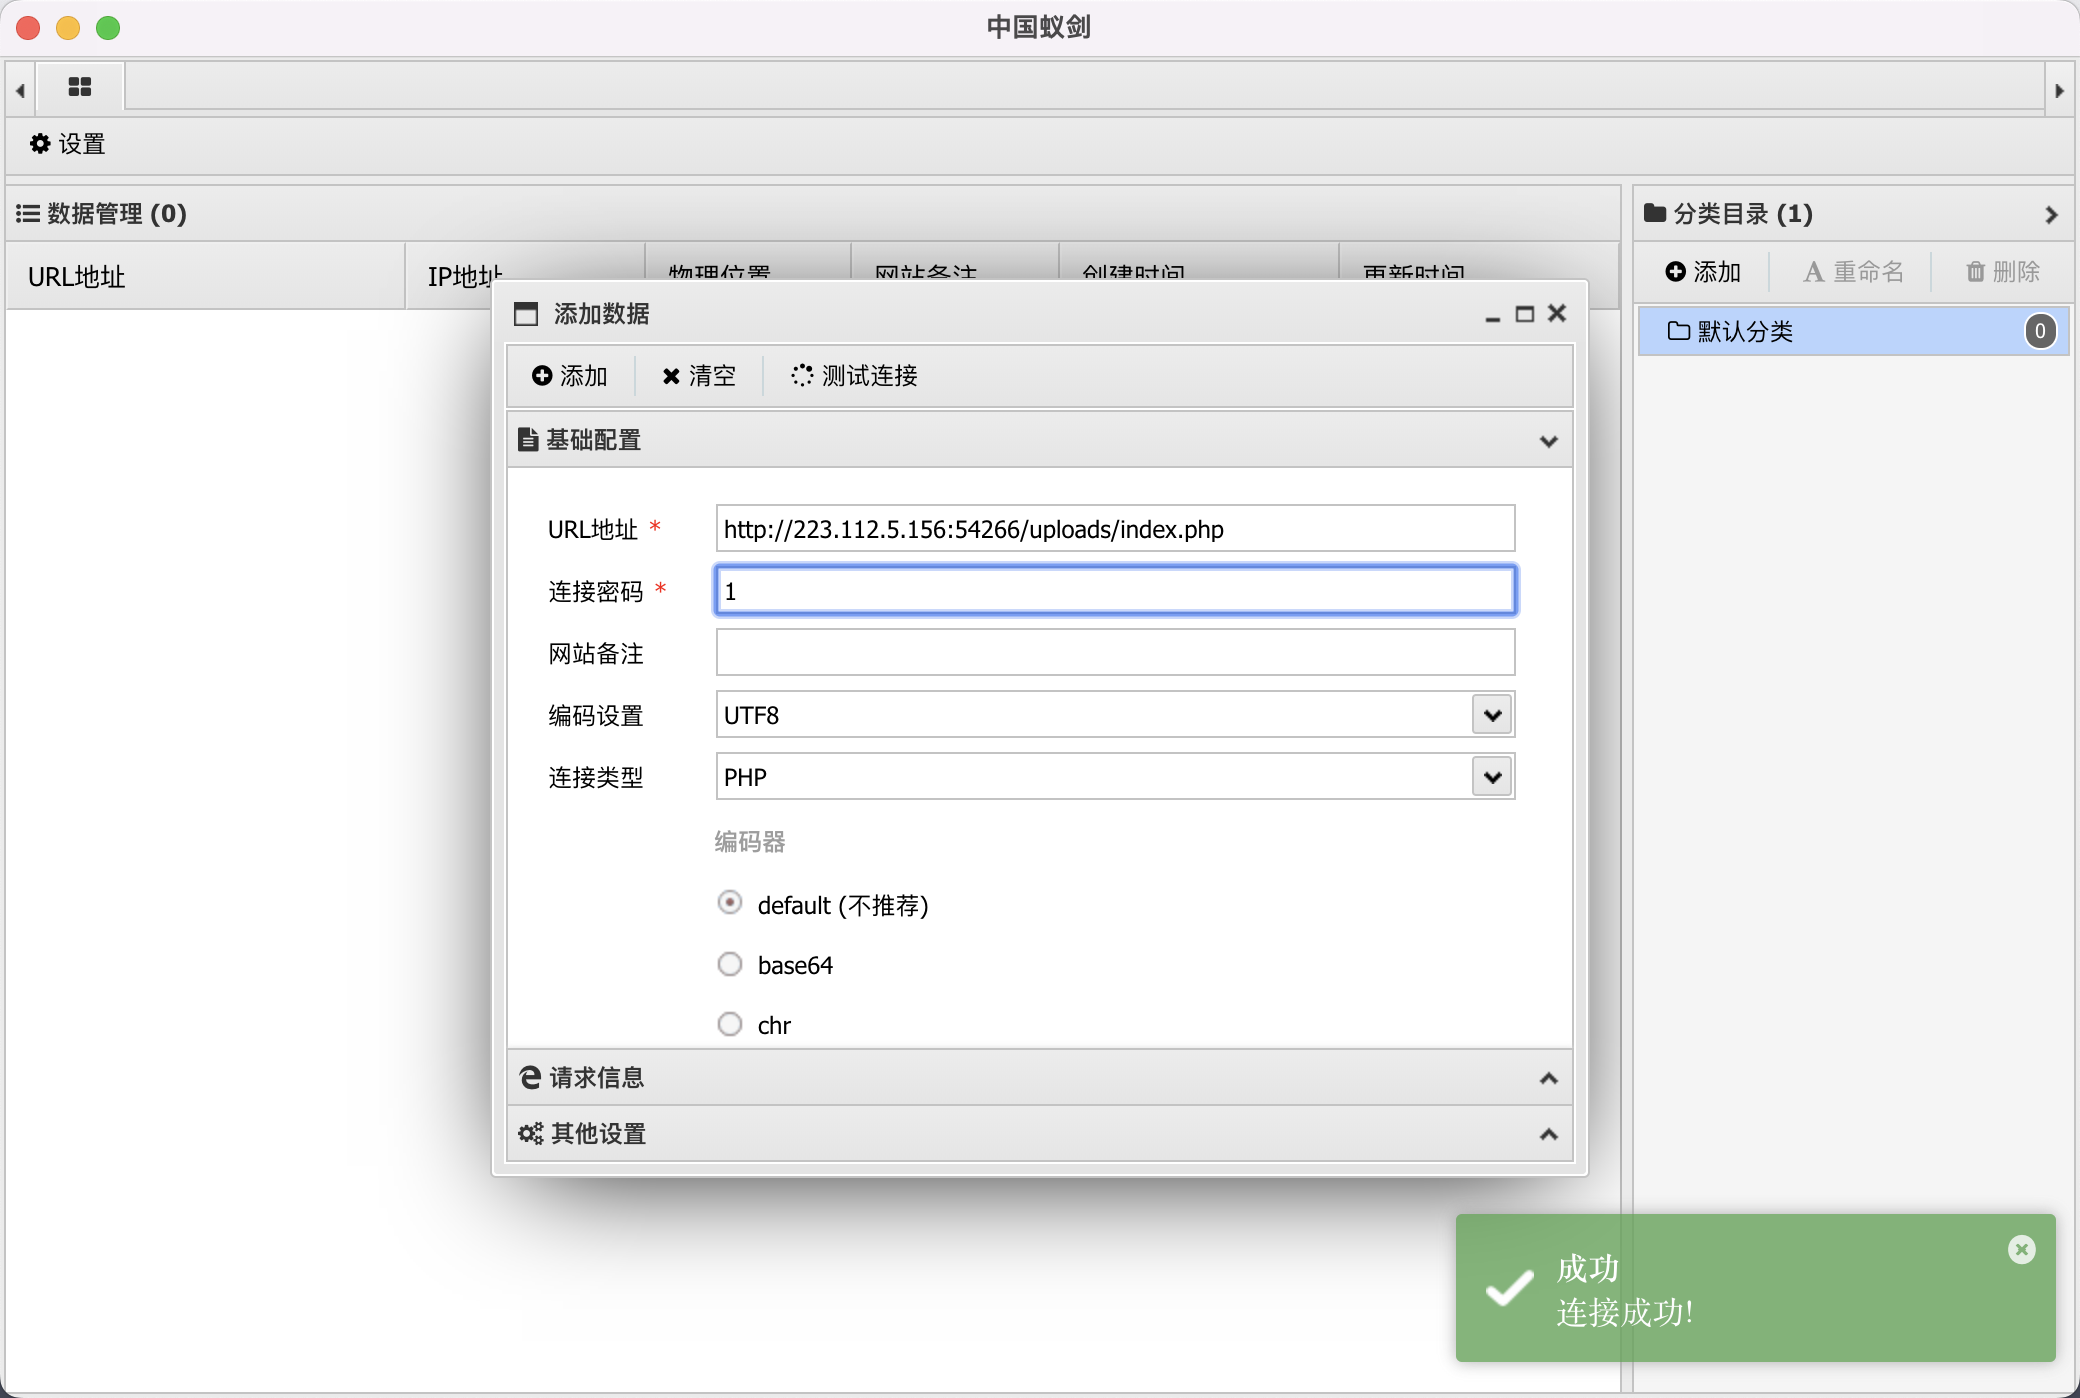 中国蚁剑
设置
数据管理 (0)
URL地址
IP地址
物理位置
网站备注
创建时间
更新时间
分类目录 (1)
添加
重命名
删除
默认分类
0
添加数据
添加
清空
测试连接
基础配置
URL地址 *
http://223.112.5.156:54266/uploads/index.php
连接密码 *
1
网站备注
编码设置
UTF8
连接类型
PHP
编码器
default (不推荐)
base64
chr
请求信息
其他设置
成功
连接成功!